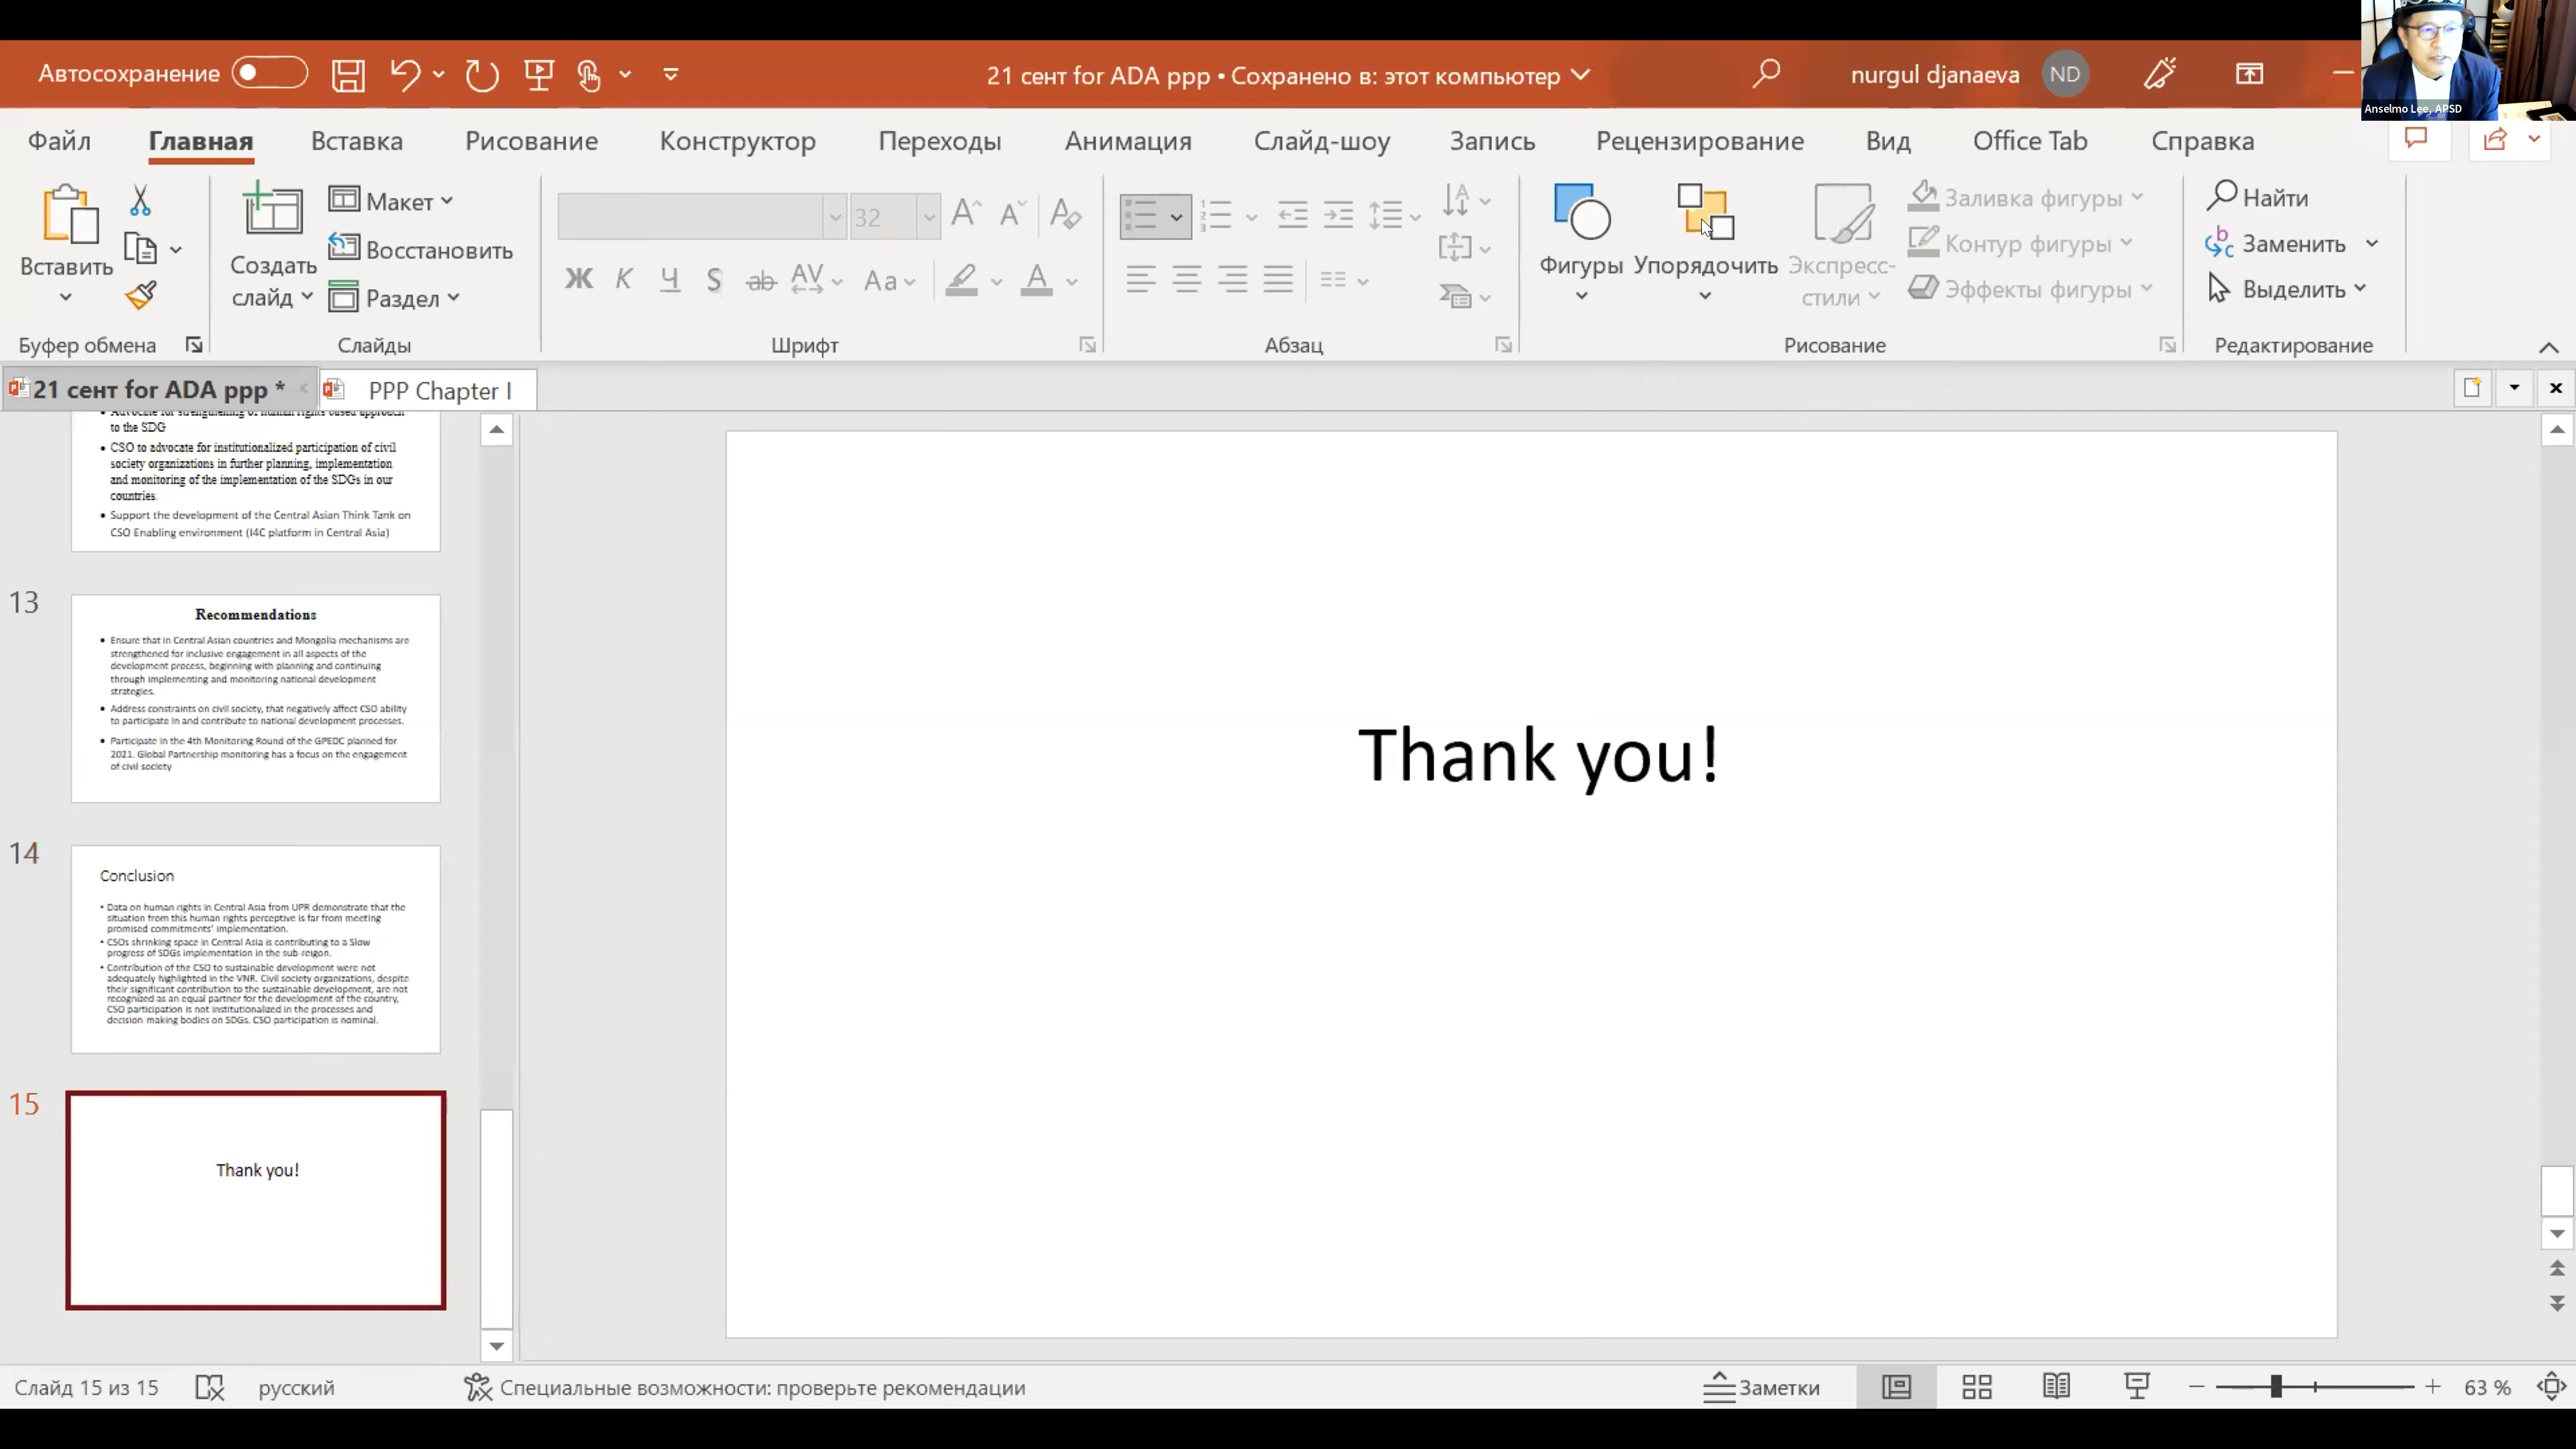 Автосохранение
21 сент for ADA ppp • Сохранено в: этот компьютер
nurgul djanaeva ND
Anselmo Lee, APSD
Файл Главная Вставка Рисование Конструктор Переходы Анимация Слайд-шоу Запись Рецензирование Вид Office Tab Справка
Вставить
Создать слайд
Макет
Восстановить
Раздел
32
Ж К Ч S ab AV Aa A
Фигуры
Упорядочить
Экспресс-стили
Заливка фигуры
Контур фигуры
Эффекты фигуры
Найти
Заменить
Выделить
Буфер обмена Слайды Шрифт Абзац Рисование Редактирование
21 сент for ADA ppp * PPP Chapter I
Advocate for strengthening of human rights based approach
to the SDG
• CSO to advocate for institutionalized participation of civil
society organizations in further planning, implementation
and monitoring of the implementation of the SDGs in our
countries.
• Support the development of the Central Asian Think Tank on
CSO Enabling environment (I4C platform in Central Asia)
13
Recommendations
• Ensure that in Central Asian countries and Mongolia mechanisms are
strengthened for inclusive engagement in all aspects of the
development process, beginning with planning and continuing
through implementing and monitoring national development
strategies.
• Address constraints on civil society, that negatively affect CSO ability
to participate in and contribute to national development processes.
• Participate in the 4th Monitoring Round of the GPEDC planned for
2021. Global Partnership monitoring has a focus on the engagement
of civil society
14
Conclusion
• Data on human rights in Central Asia from UPR demonstrate that the
situation from this human rights perceptive is far from meeting
promised commitments' implementation.
• CSOs shrinking space in Central Asia is contributing to a Slow
progress of SDGs implementation in the sub reigon.
• Contribution of the CSO to sustainable development were not
adequately highlighted in the VNR. Civil society organizations, despite
their significant contribution to the sustainable development, are not
recognized as an equal partner for the development of the country,
CSO participation is not institutionalized in the processes and
decision-making bodies on SDGs. CSO participation is nominal.
15
Thank you!
Thank you!
Слайд 15 из 15 русский Специальные возможности: проверьте рекомендации Заметки 63 %